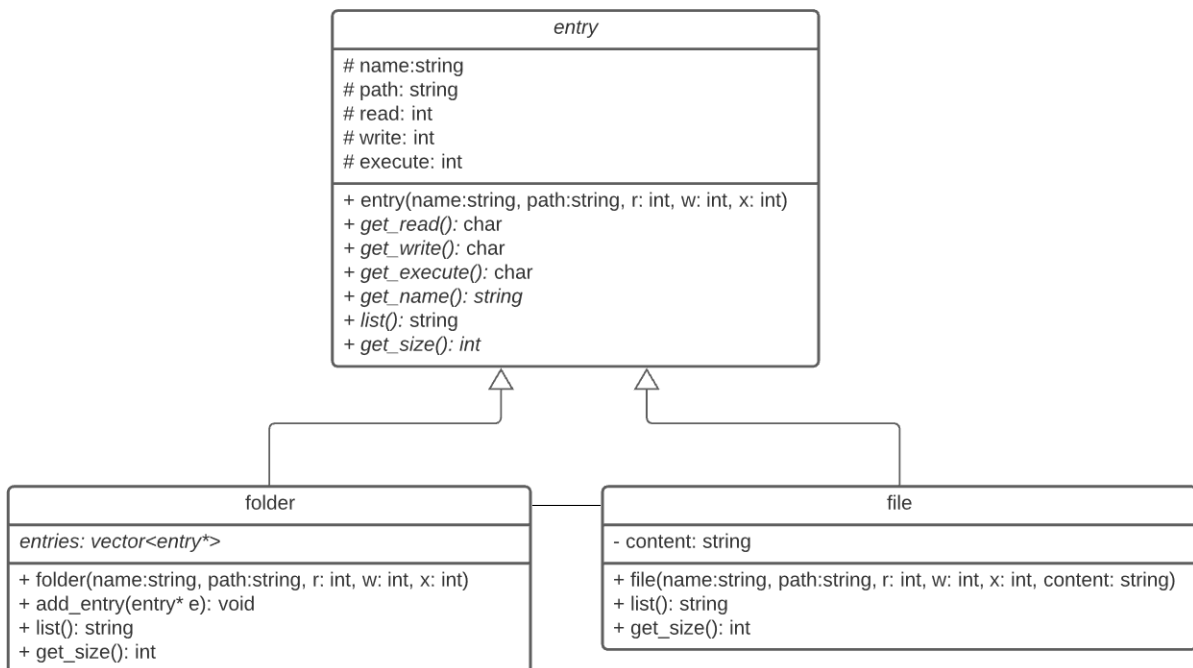 entry
# name:string
# path: string
# read: int
# write: int
# execute: int
+ entry(name:string, path:string, r: int, w: int, x: int)
+ get_read(): char
+ get_write(): char
+ get_execute(): char
+ get_name(): string
+ list(): string
+ get_size(): int
folder
entries: vector<entry*>
+ folder(name:string, path:string, r: int, w: int, x: int)
+ add_entry(entry* e): void
+ list(): string
+ get_size(): int
file
- content: string
+ file(name:string, path:string, r: int, w: int, x: int, content: string)
+ list(): string
+ get_size(): int